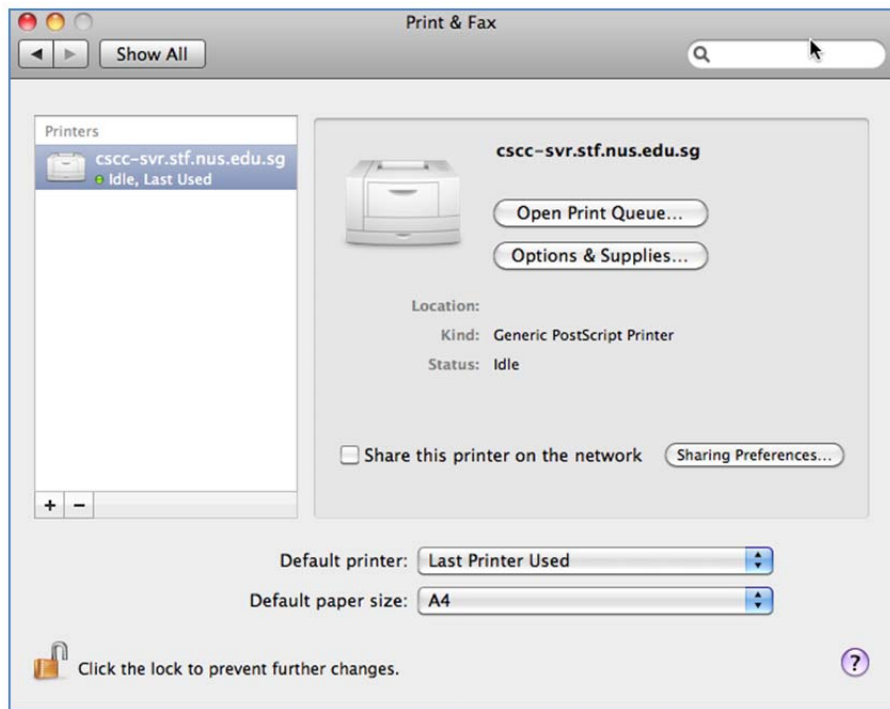 Print & Fax
Show All
Printers
cscc-svr.stf.nus.edu.sg
Idle, Last Used
cscc-svr.stf.nus.edu.sg
Open Print Queue...
Options & Supplies...
Location:
Kind: Generic PostScript Printer
Status: Idle
Share this printer on the network Sharing Preferences...
+ −
Default printer: Last Printer Used
Default paper size: A4
Click the lock to prevent further changes. ?